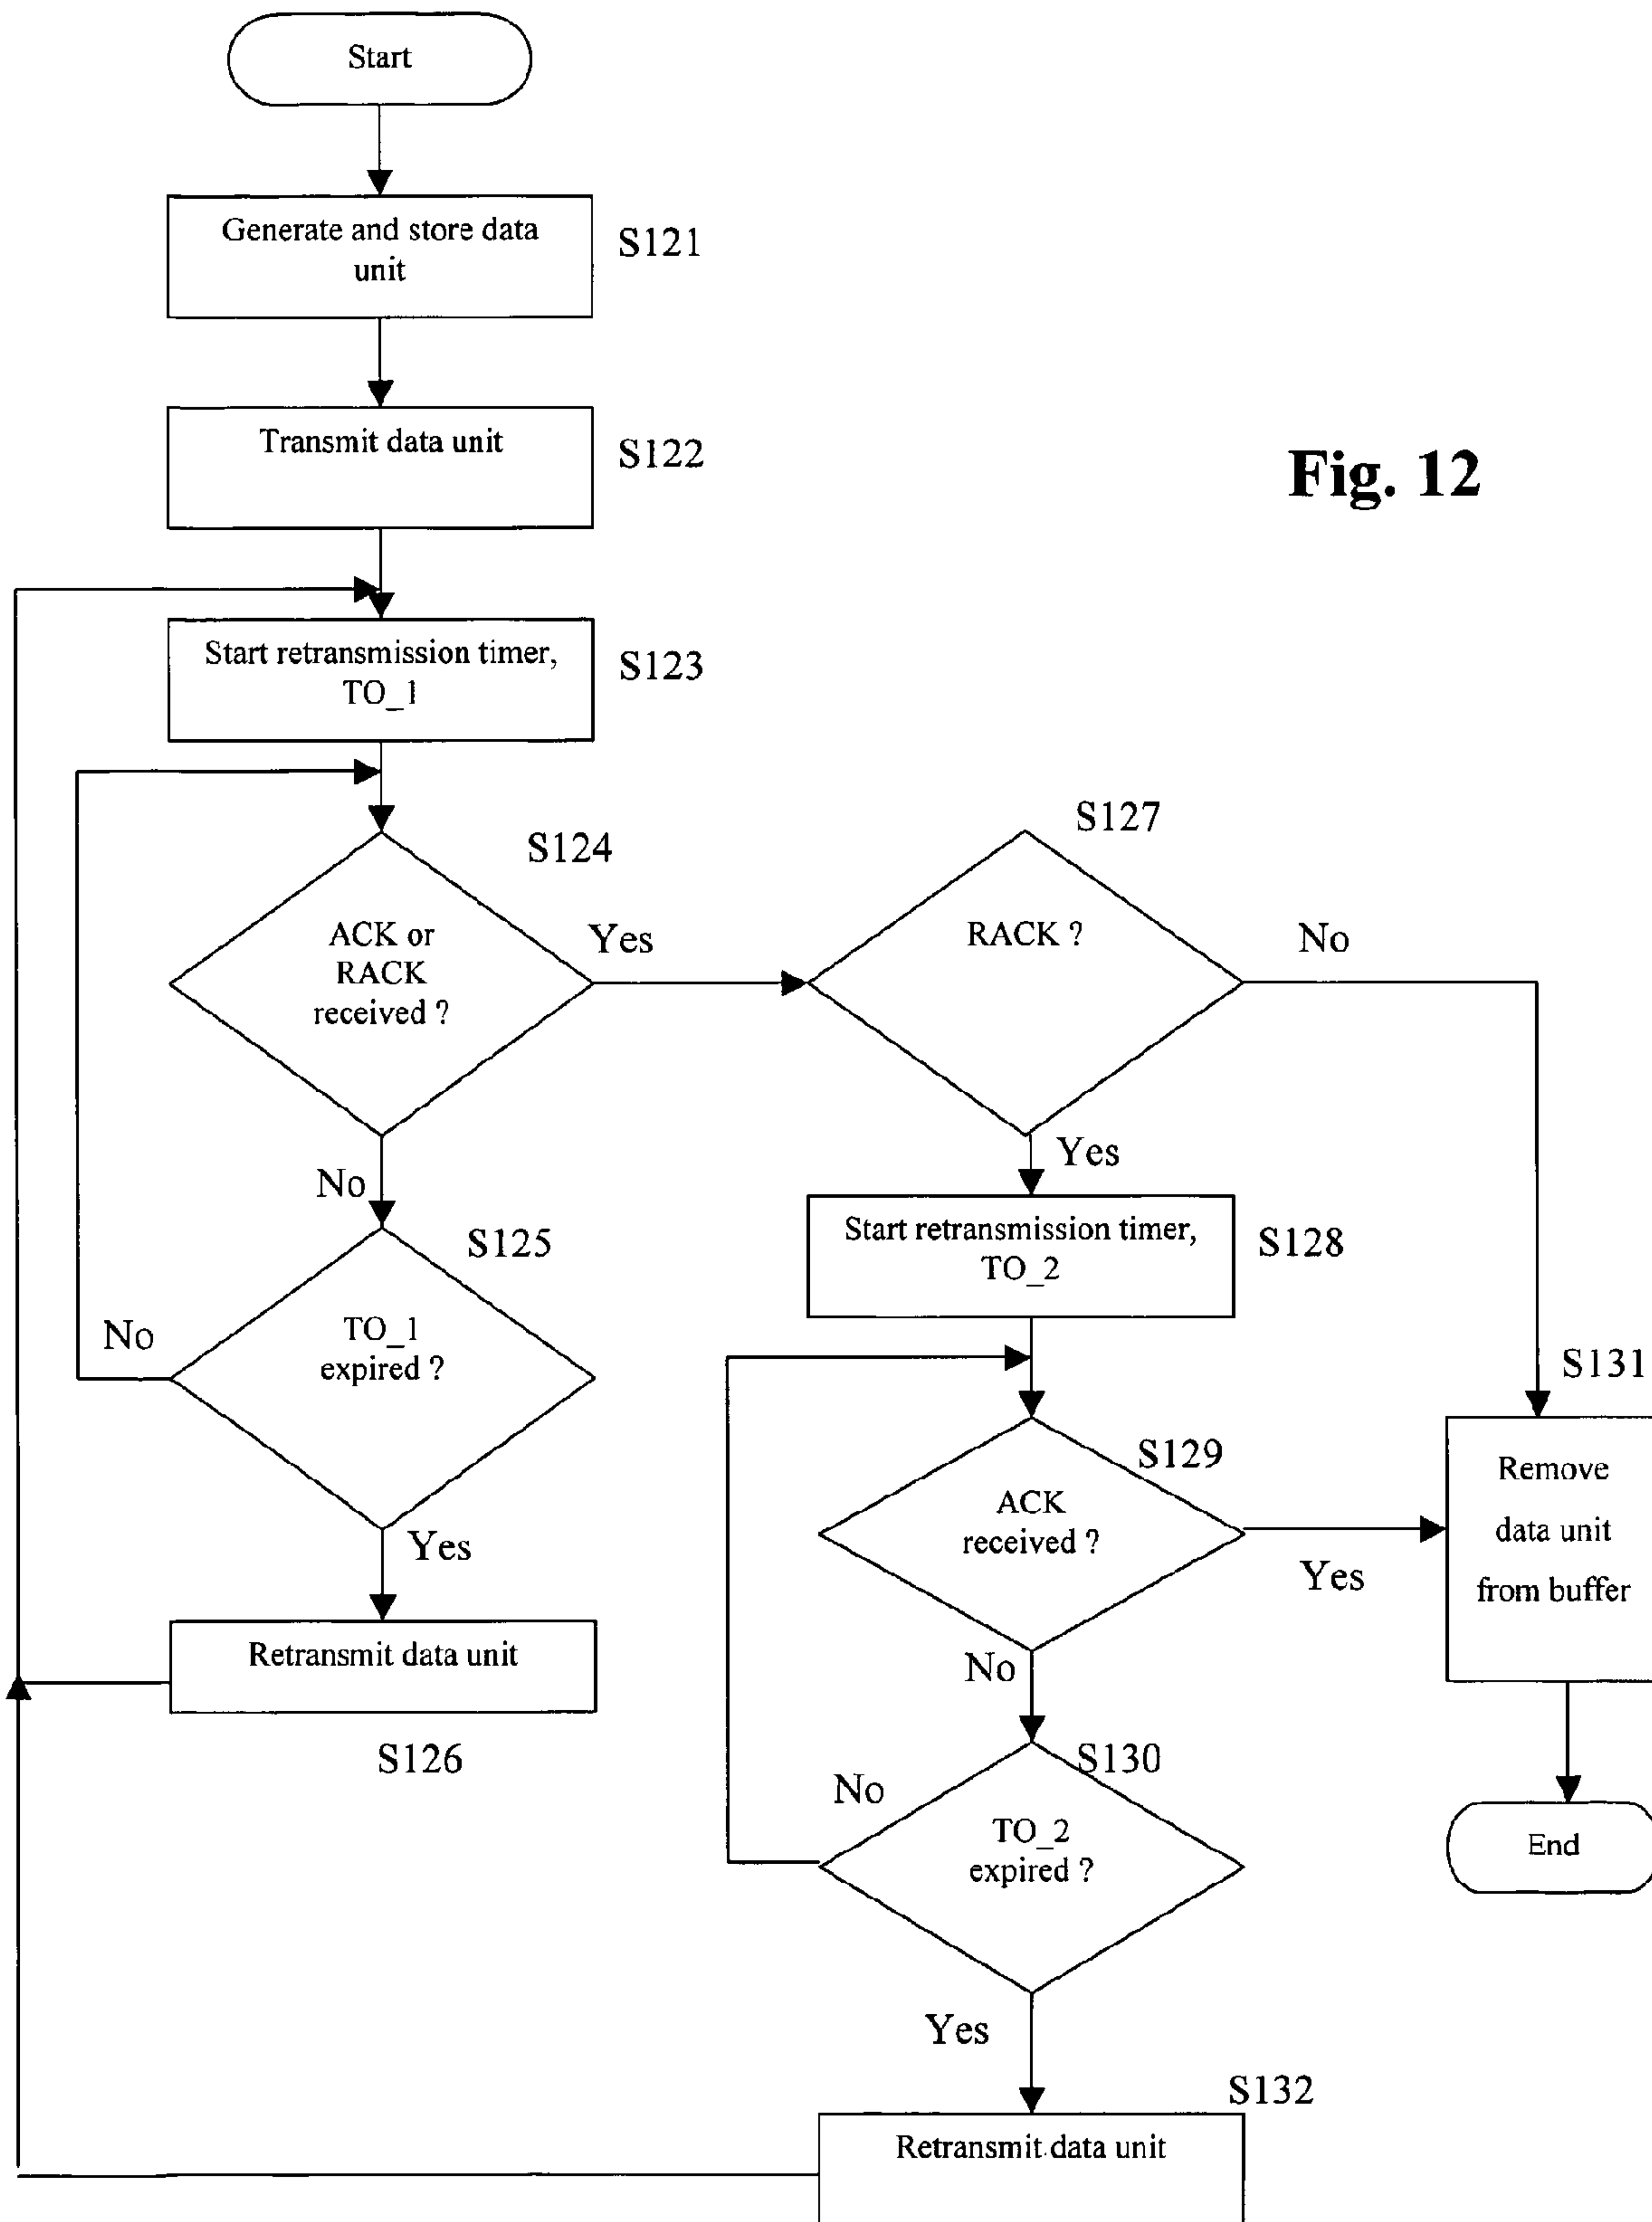 Start
Generate and store data
unit
S121
Transmit data unit
S122
Fig. 12
Start retransmission timer,
TO_1
S123
S124
ACK or
RACK
received ?
Yes
No
S127
RACK ?
No
Yes
S125
TO_1
expired ?
No
Yes
Start retransmission timer,
TO_2
S128
S131
Remove
data unit
from buffer
S129
ACK
received ?
Yes
No
Retransmit data unit
S126
S130
No
TO_2
expired ?
Yes
End
S132
Retransmit data unit